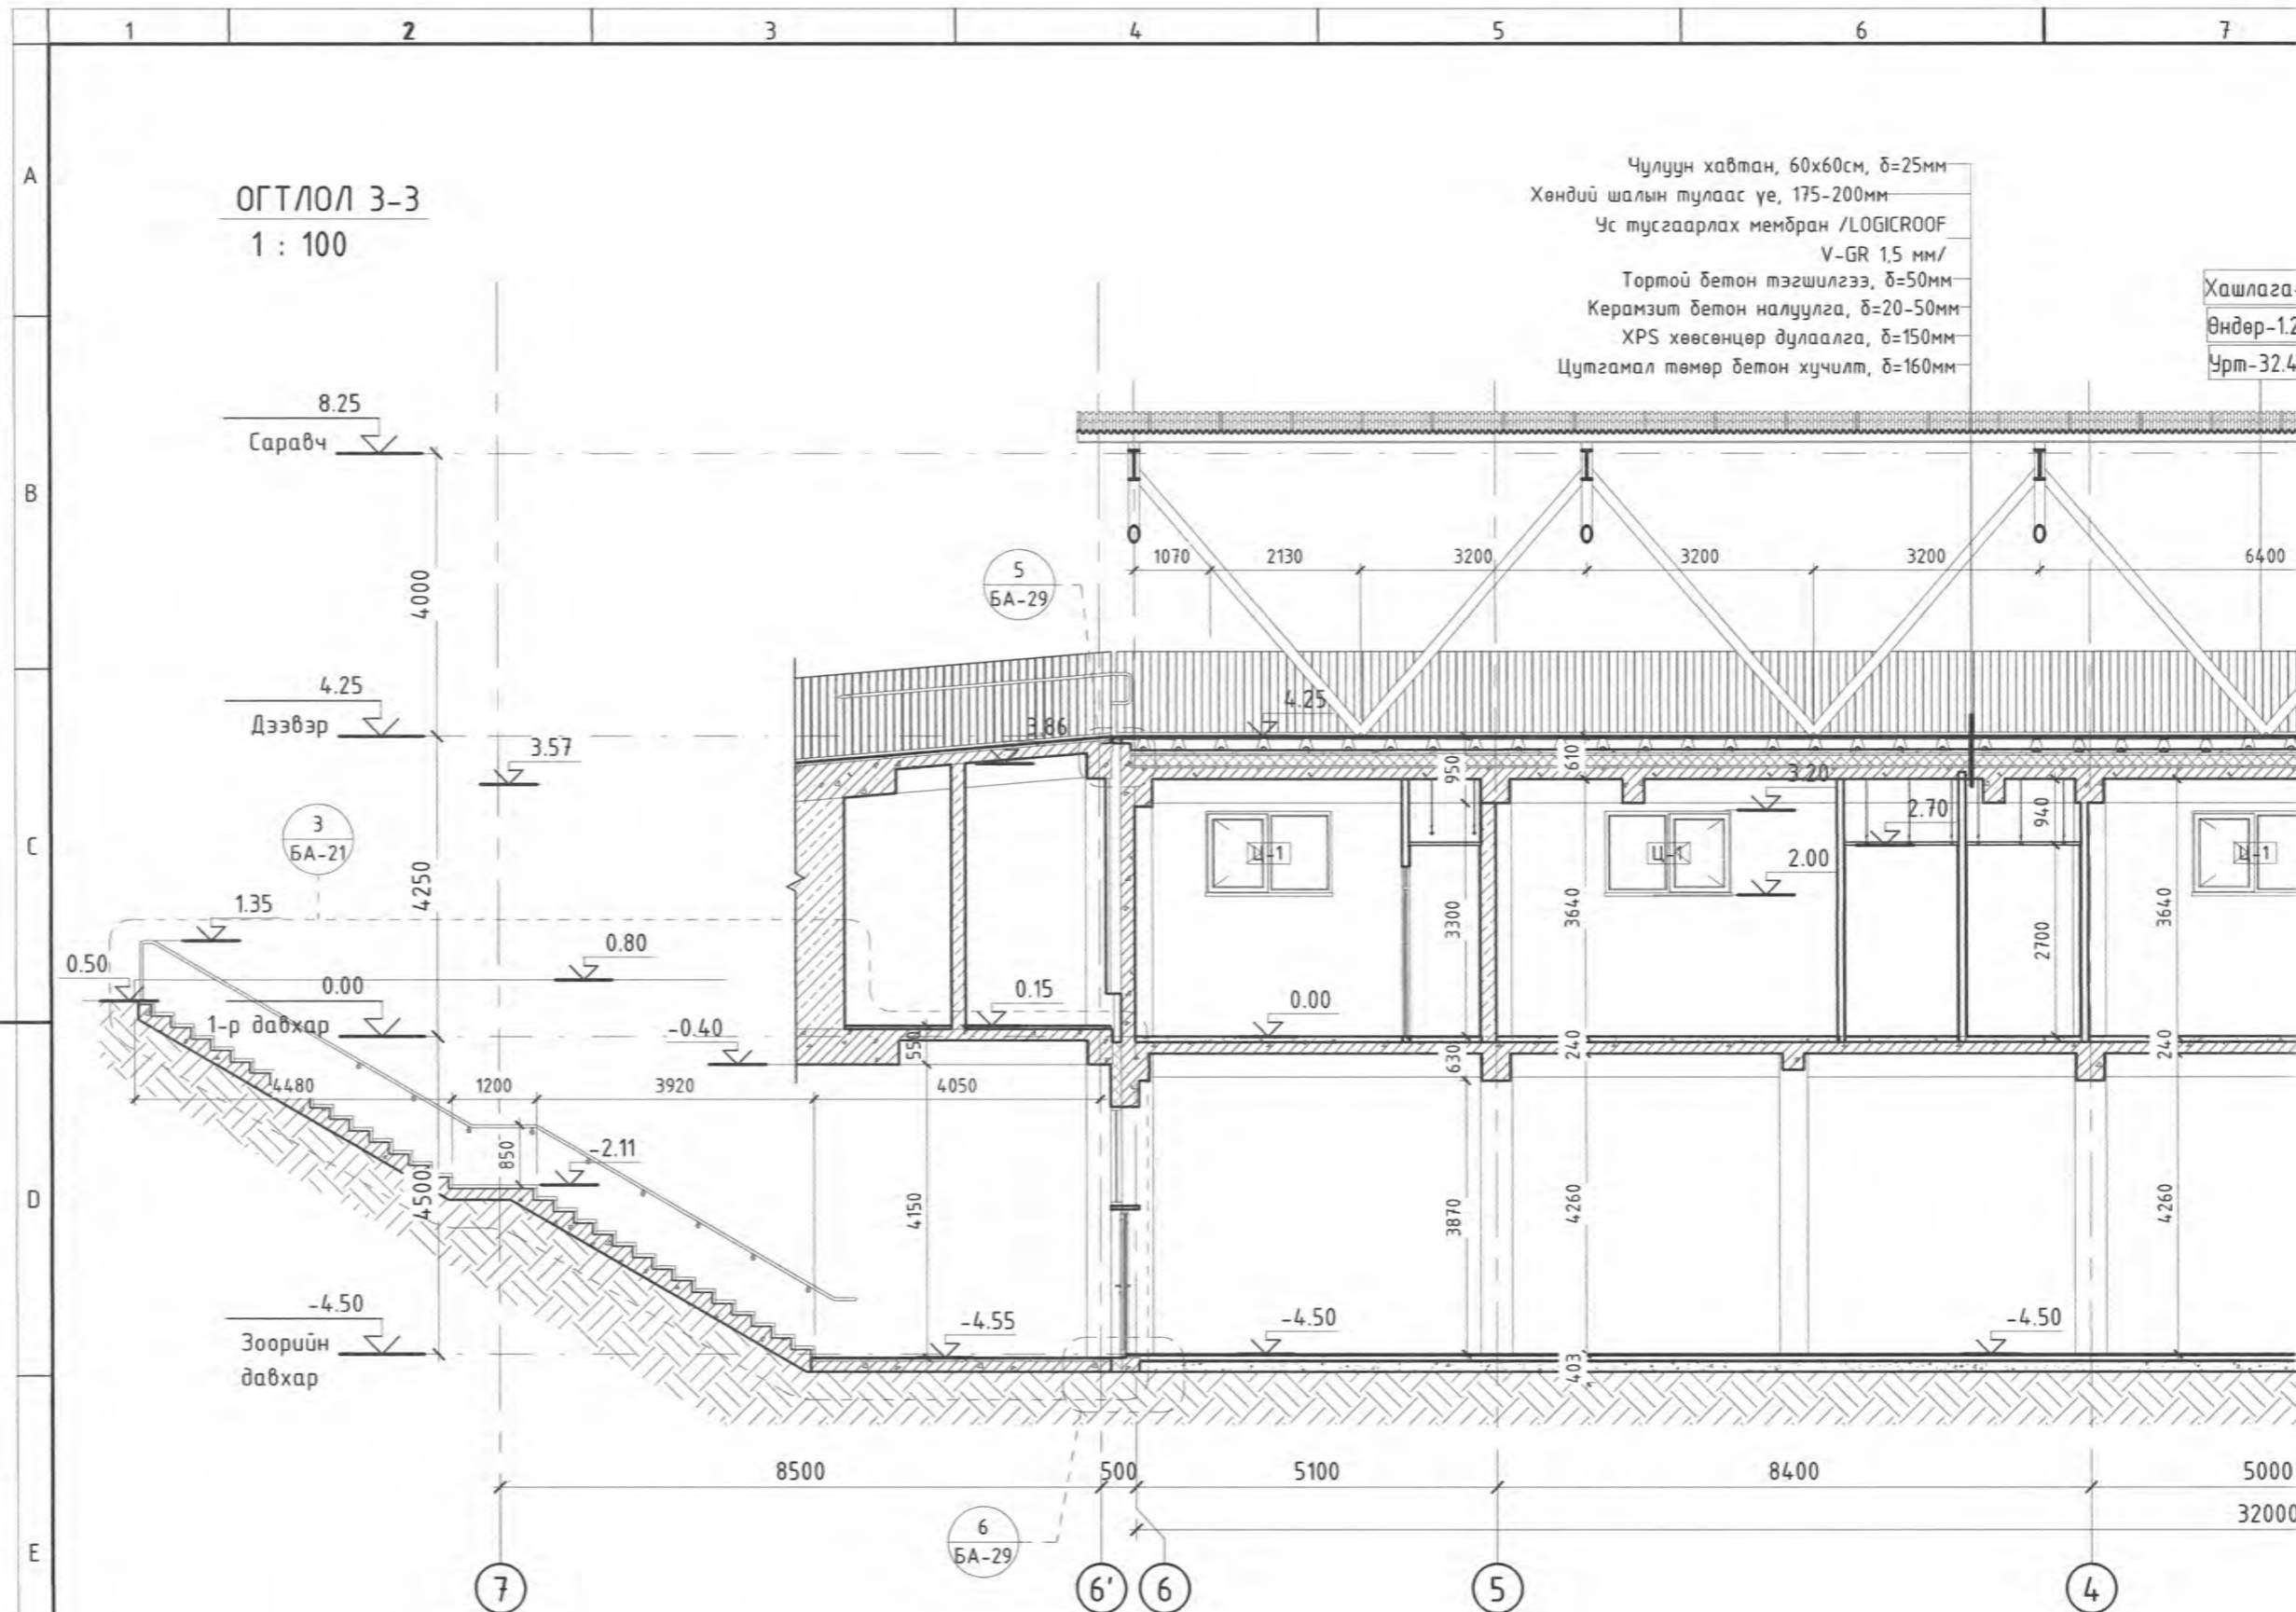 1 2 3 4 5 6 7
A
B
C
D
E
ОГТЛОЛ 3-3
1 : 100
Чулуун хавтан, 60х60см, δ=25мм
Хөндий шалын тулаас үе, 175-200мм
Ус тусгаарлах мембран /LOGICROOF
V-GR 1,5 мм/
Тортой бетон тэгшилгээ, δ=50мм
Керамзит бетон налуулга, δ=20-50мм
XPS хөөсөнцөр дулаалга, δ=150мм
Цутгамал төмөр бетон хучилт, δ=160мм
Хашлага-
Өндөр-1.2
Урт-32.4
8.25
Саравч
4000
1070 2130 3200 3200 3200 6400
5
БА-29
4.25
Дээвэр
3.57
3.86
4.25
950
610
3.20
2.70
940
3
БА-21
4250
Ц-1
Ц-1
Ц-1
2.00
1.35
0.80
0.50
0.00
1-р давхар
-0.40
0.15
0.00
3300
3640
2700
3640
550
630
240
240
4480 1200 3920 4050
850
-2.11
4500
4150
3870
4260
4260
-4.50
Зоорийн
давхар
-4.55
-4.50
-4.50
403
8500 500 5100 8400 5000
32000
6
БА-29
7 6' 6 5 4